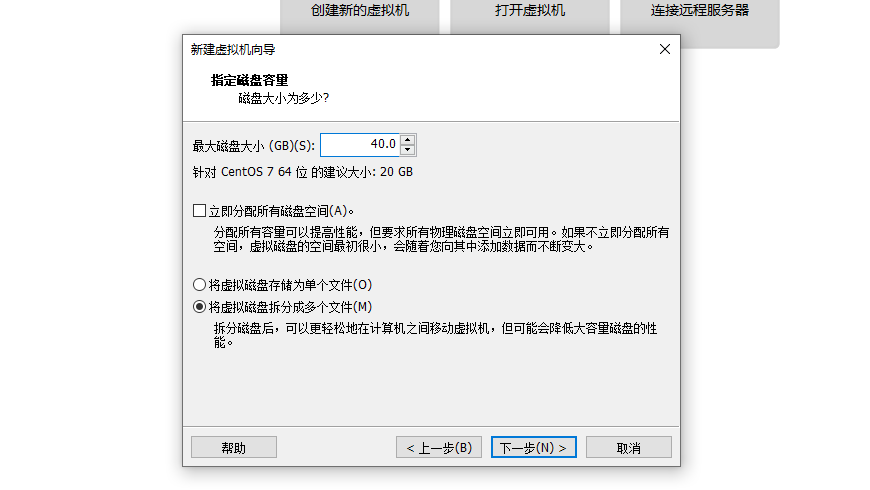 创建新的虚拟机 打开虚拟机 连接远程服务器
新建虚拟机向导
指定磁盘容量
磁盘大小为多少?
最大磁盘大小 (GB)(S): 40.0
针对 CentOS 7 64 位 的建议大小: 20 GB
立即分配所有磁盘空间(A)。
分配所有容量可以提高性能，但要求所有物理磁盘空间立即可用。如果不立即分配所有
空间，虚拟磁盘的空间最初很小，会随着您向其中添加数据而不断变大。
将虚拟磁盘存储为单个文件(O)
将虚拟磁盘拆分成多个文件(M)
拆分磁盘后，可以更轻松地在计算机之间移动虚拟机，但可能会降低大容量磁盘的性
能。
帮助 < 上一步(B) 下一步(N) > 取消